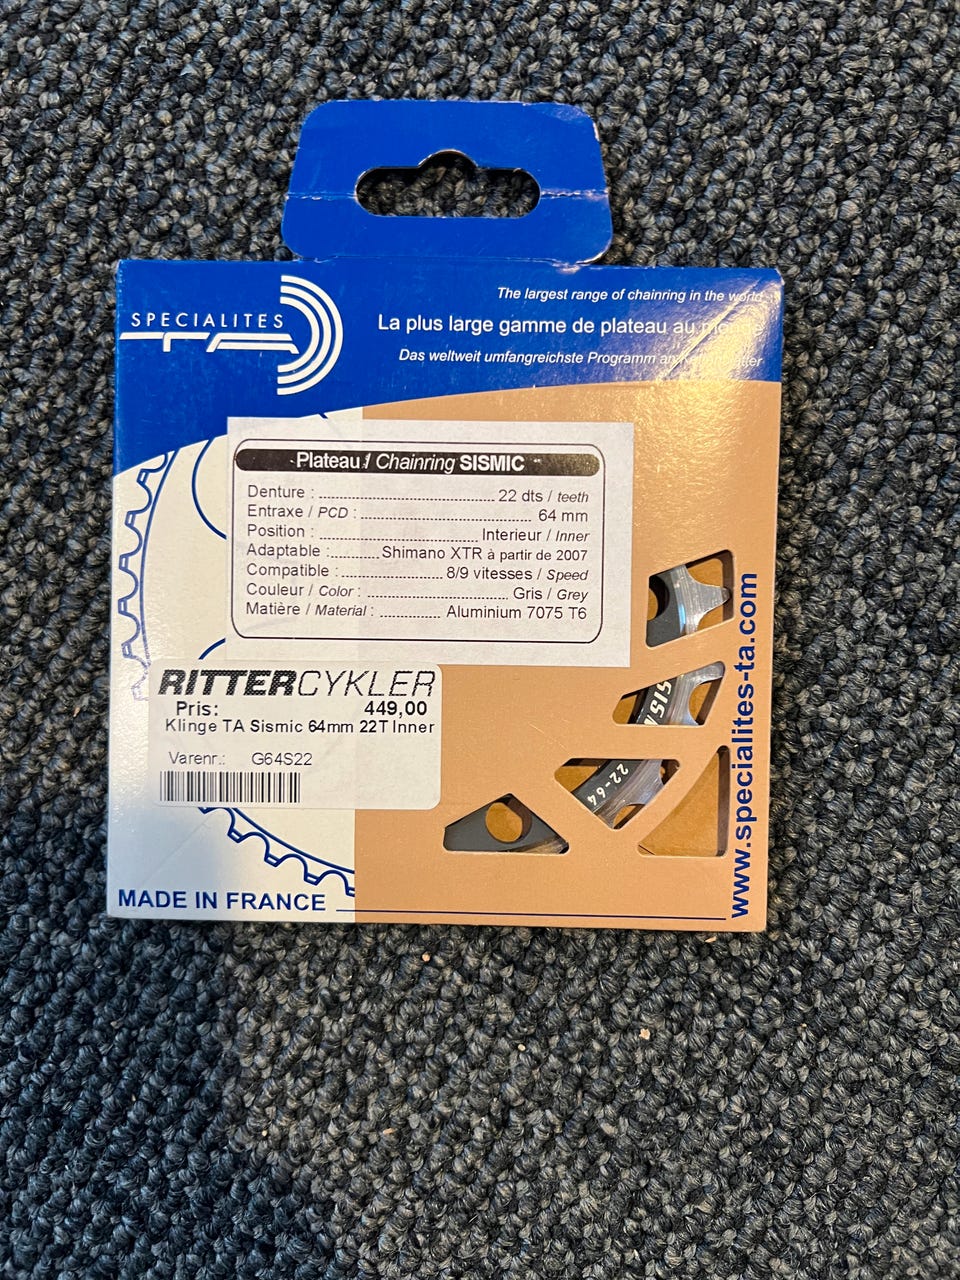 The largest range of chairing in the world
SPECIALITES
TA
La plus large gamme de plateau au monde
Das weltweit umfangreichste Programm an Kettenblätter
Plateau / Chainring SISMIC
Denture : ........ 22 dts / teeth
Entraxe / PCD : ........ 64 mm
Position : ........ Interieur / Inner
Adaptable : ........ Shimano XTR à partir de 2007
Compatible : ........ 8/9 vitesses / Speed
Couleur / Color : ........ Gris / Grey
Matière / Material : ........ Aluminium 7075 T6
RITTERCYKLER
Pris: 449,00
Klinge TA Sismic 64mm 22T Inner
Varenr.: G64S22
SISM
22-64
www.specialites-ta.com
MADE IN FRANCE